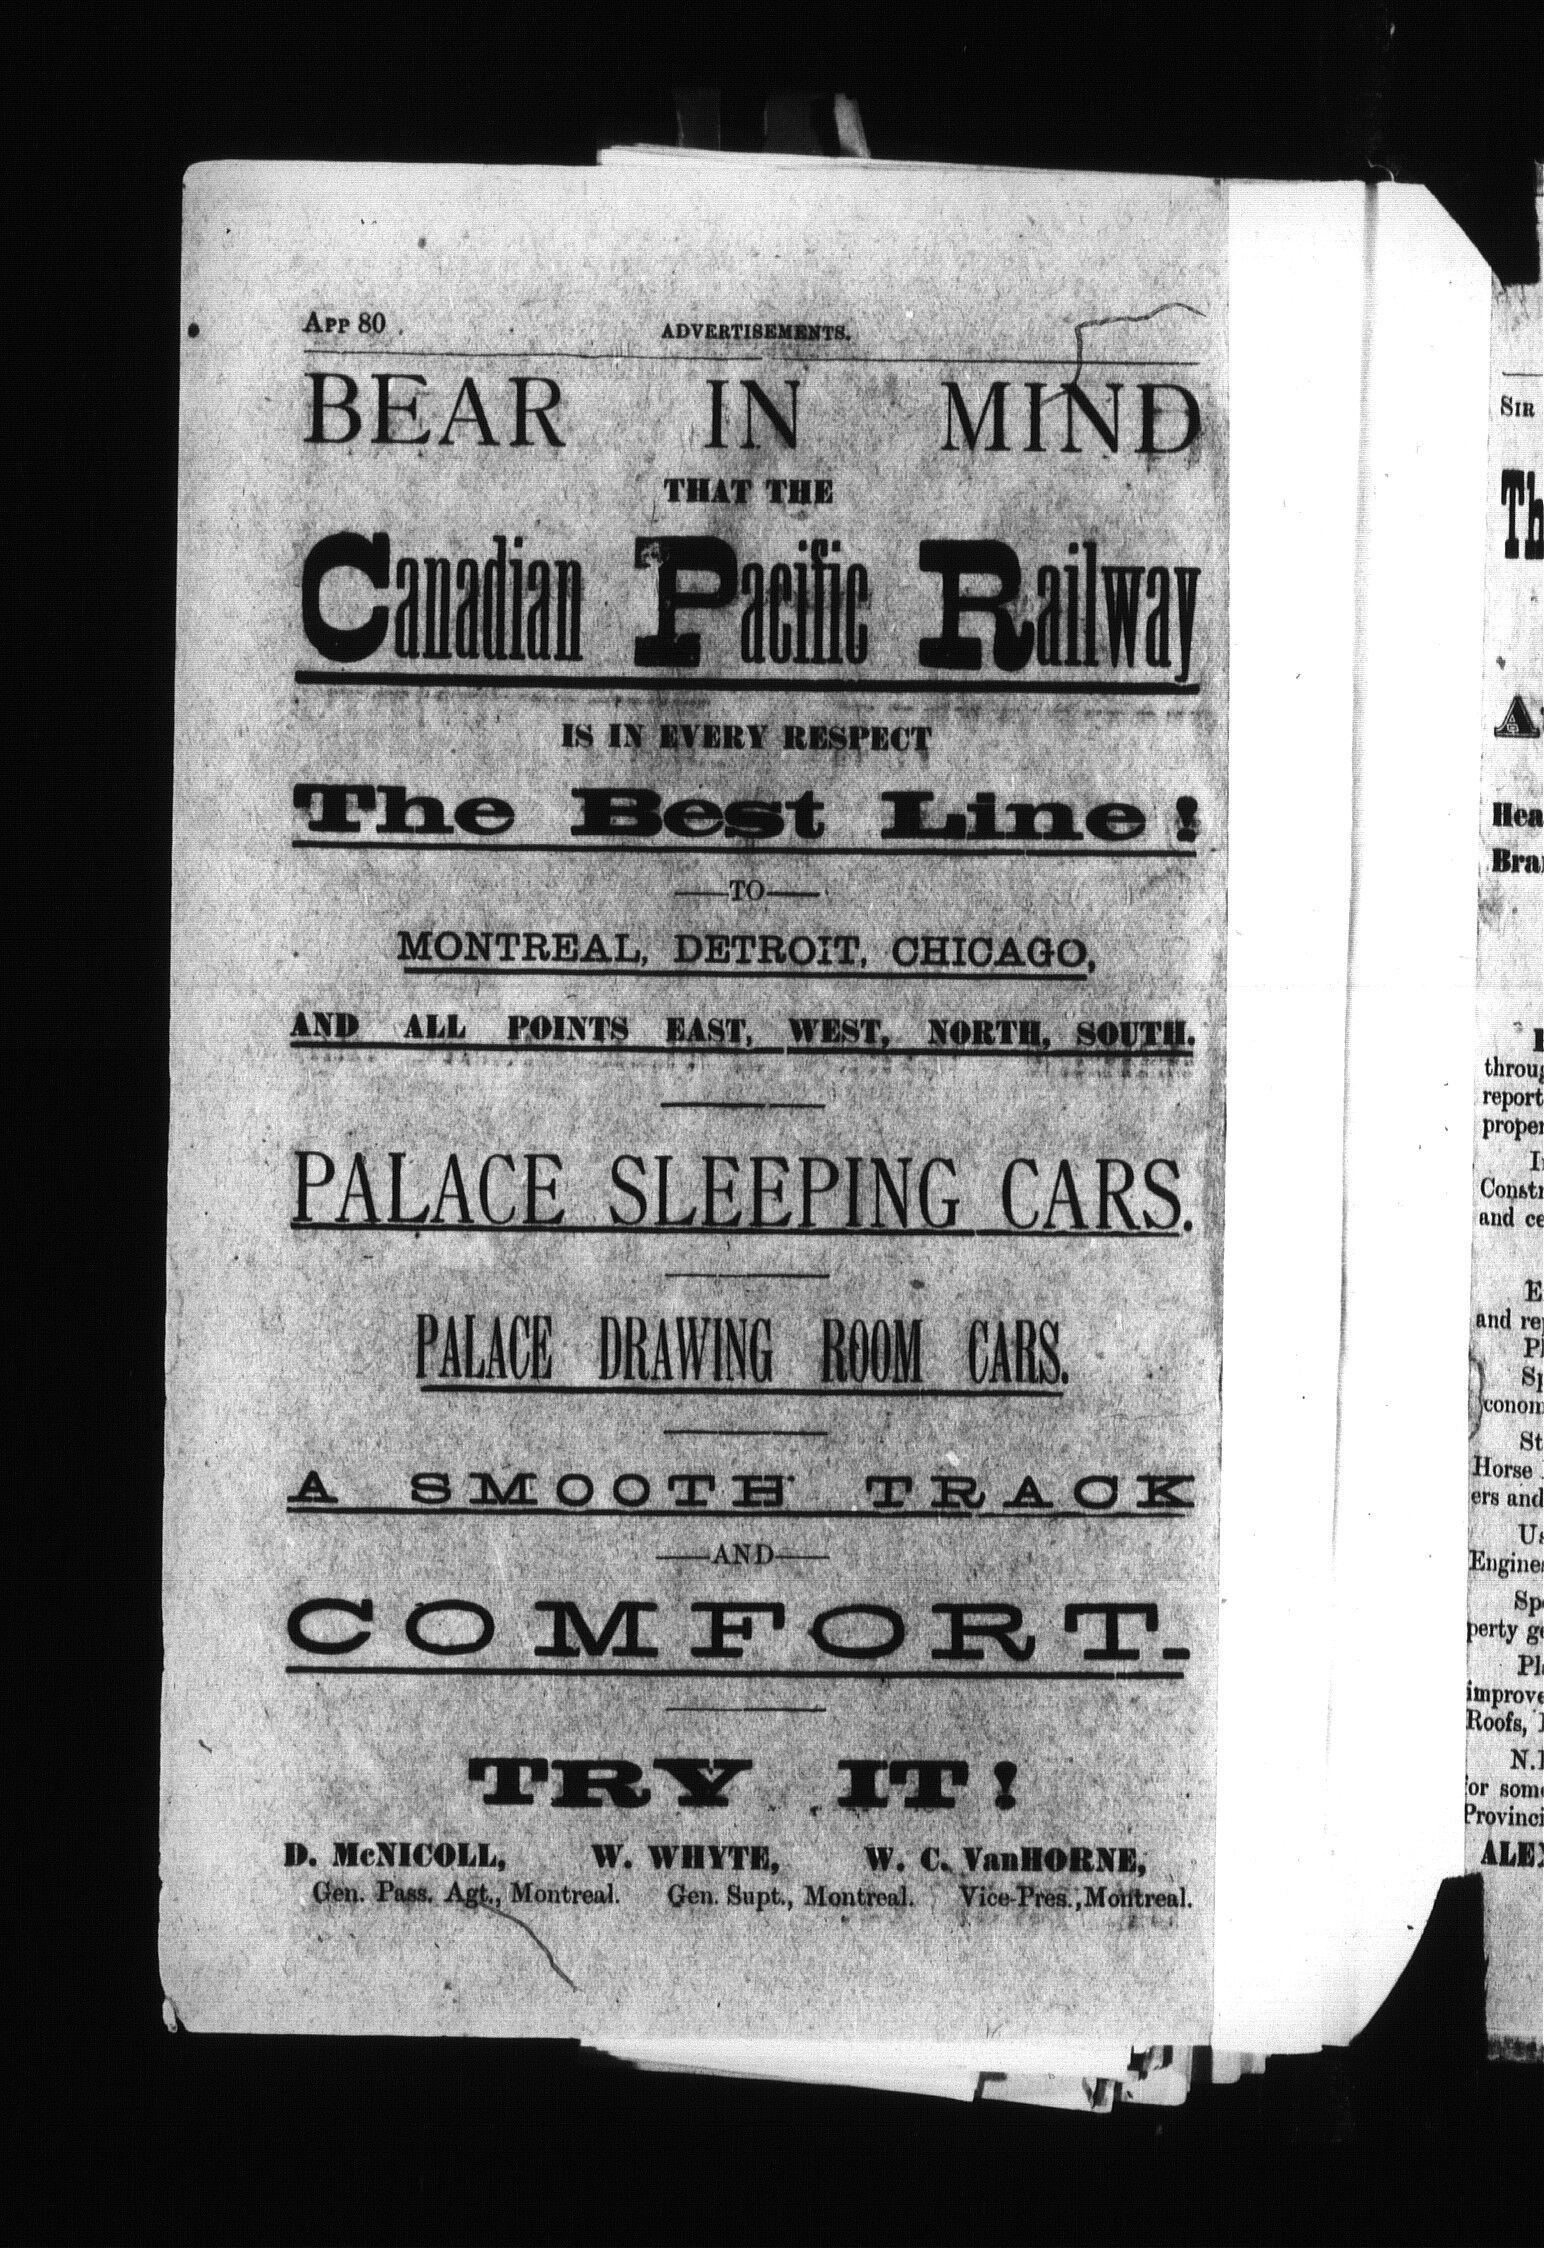 APP 80
ADVERTISEMENTS.
BEAR IN MIND
THAT THE
Canadian Pacific Railway
IS IN EVERY RESPECT
The Best Line!
—TO—
MONTREAL, DETROIT, CHICAGO,
AND ALL POINTS EAST, WEST, NORTH, SOUTH.
PALACE SLEEPING CARS.
PALACE DRAWING ROOM CARS.
A SMOOTH TRACK
—AND—
COMFORT.
TRY IT!
D. McNICOLL, W. WHYTE, W. C. VanHORNE,
Gen. Pass. Agt., Montreal. Gen. Supt., Montreal. Vice-Pres., Montreal.
SIR
Th
Hea
Bra
throug
report
proper
Constr
and ce
and rep
conom
St
Horse
ers and
Us
Engines
Spe
perty ge
Pla
improve
Roofs,
for some
Provinci
ALEX